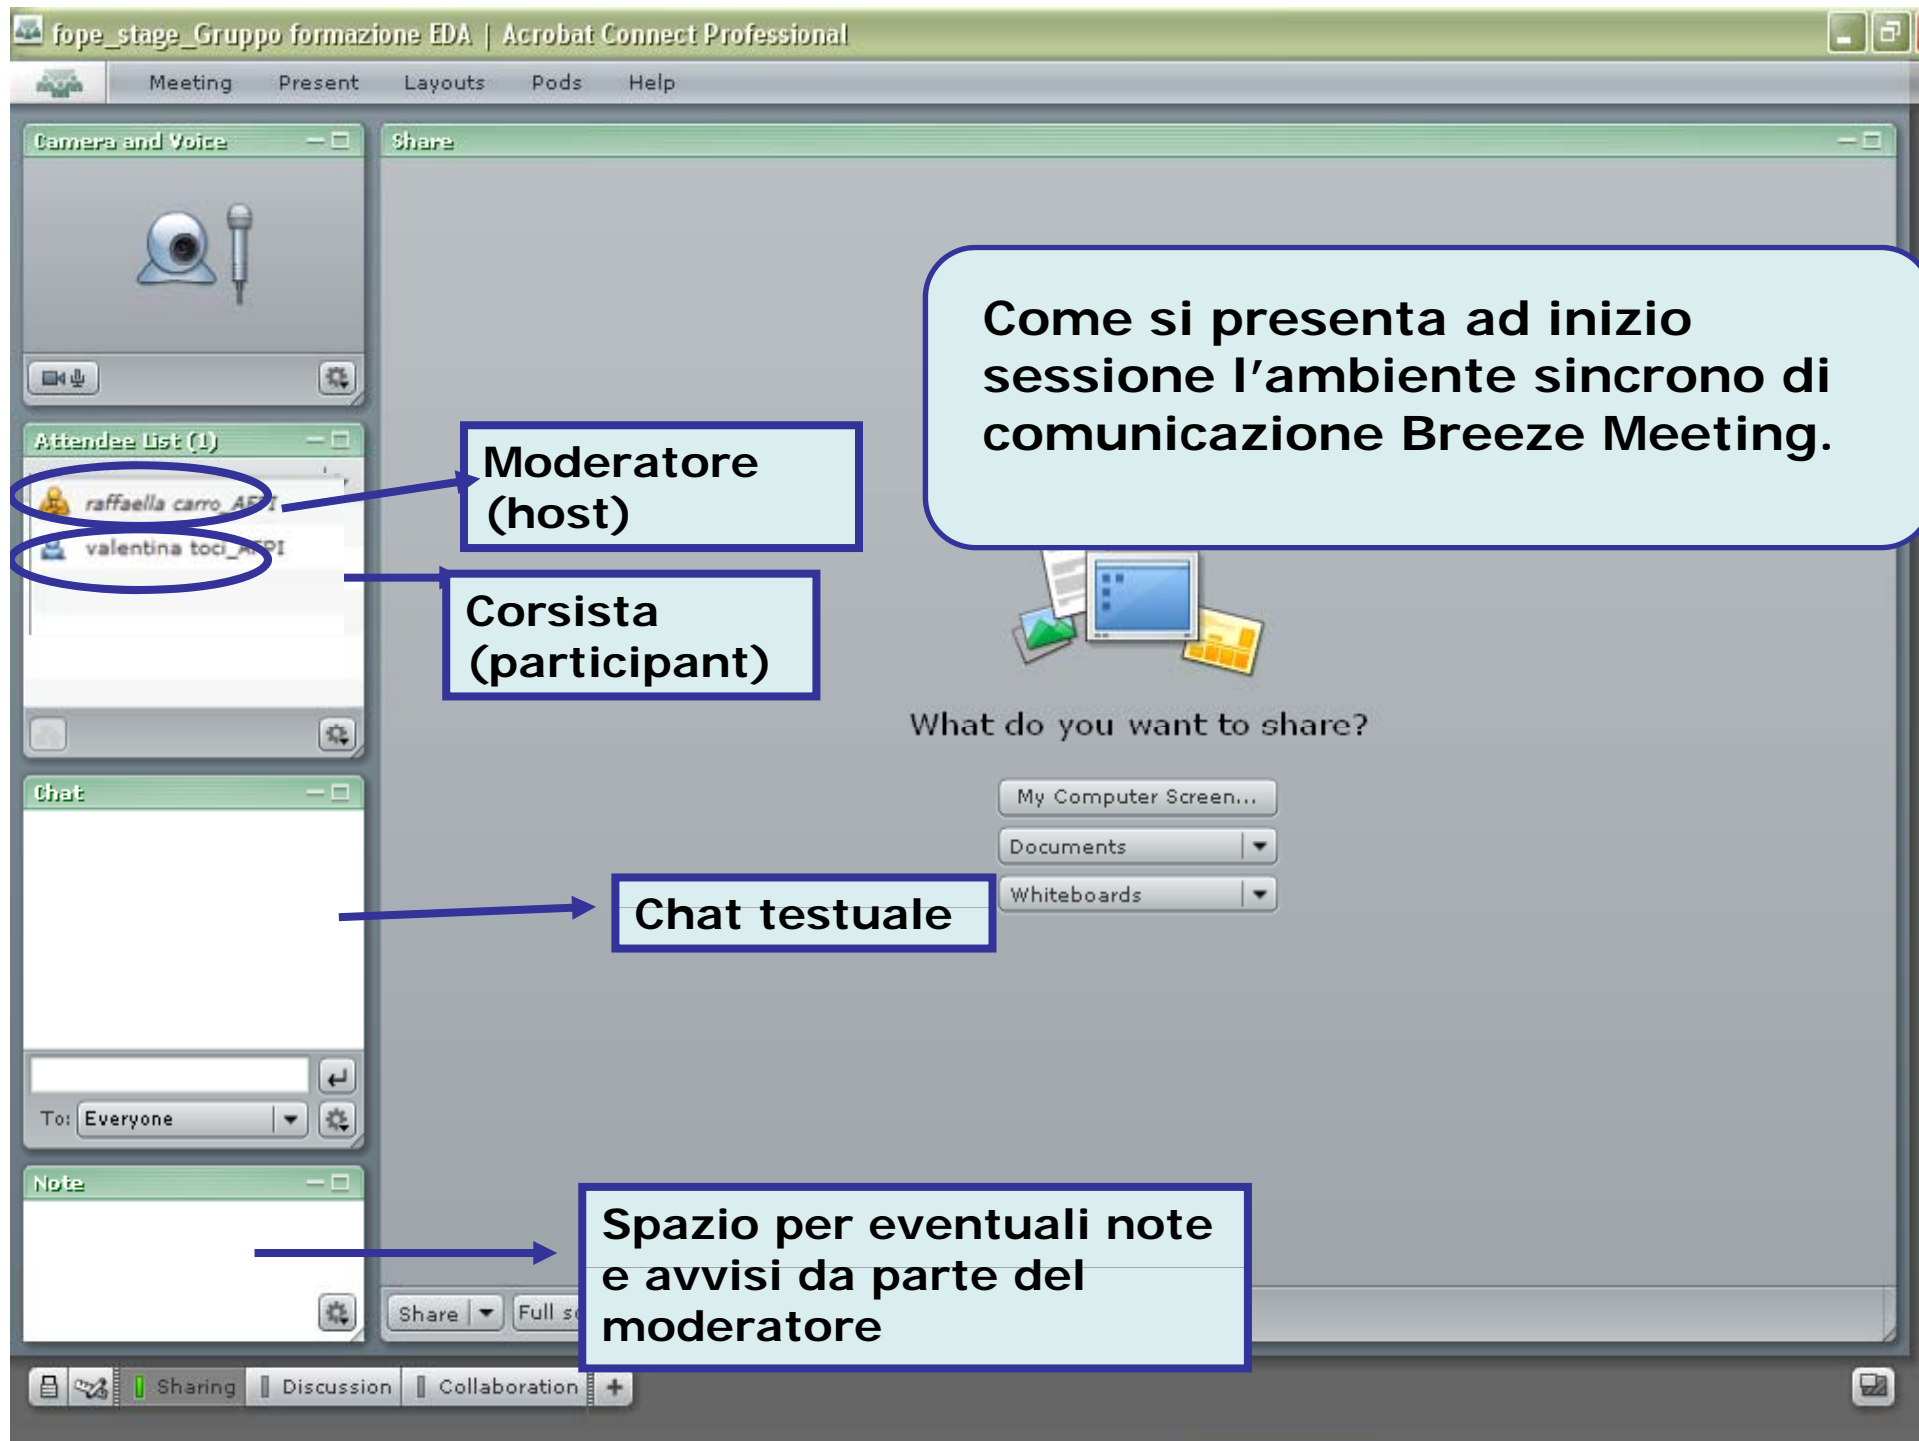 fope_stage_Gruppo formazione EDA | Acrobat Connect Professional
Meeting Present Layouts Pods Help
Camera and Voice
Share
Come si presenta ad inizio
sessione l’ambiente sincrono di
comunicazione Breeze Meeting.
Attendee List (1)
raffaella carro_AFPI
valentina toci_AFPI
Moderatore
(host)
Corsista
(participant)
What do you want to share?
My Computer Screen...
Documents
Whiteboards
Chat
Chat testuale
To: Everyone
Note
Spazio per eventuali note
e avvisi da parte del
moderatore
Share Full
Sharing Discussion Collaboration +